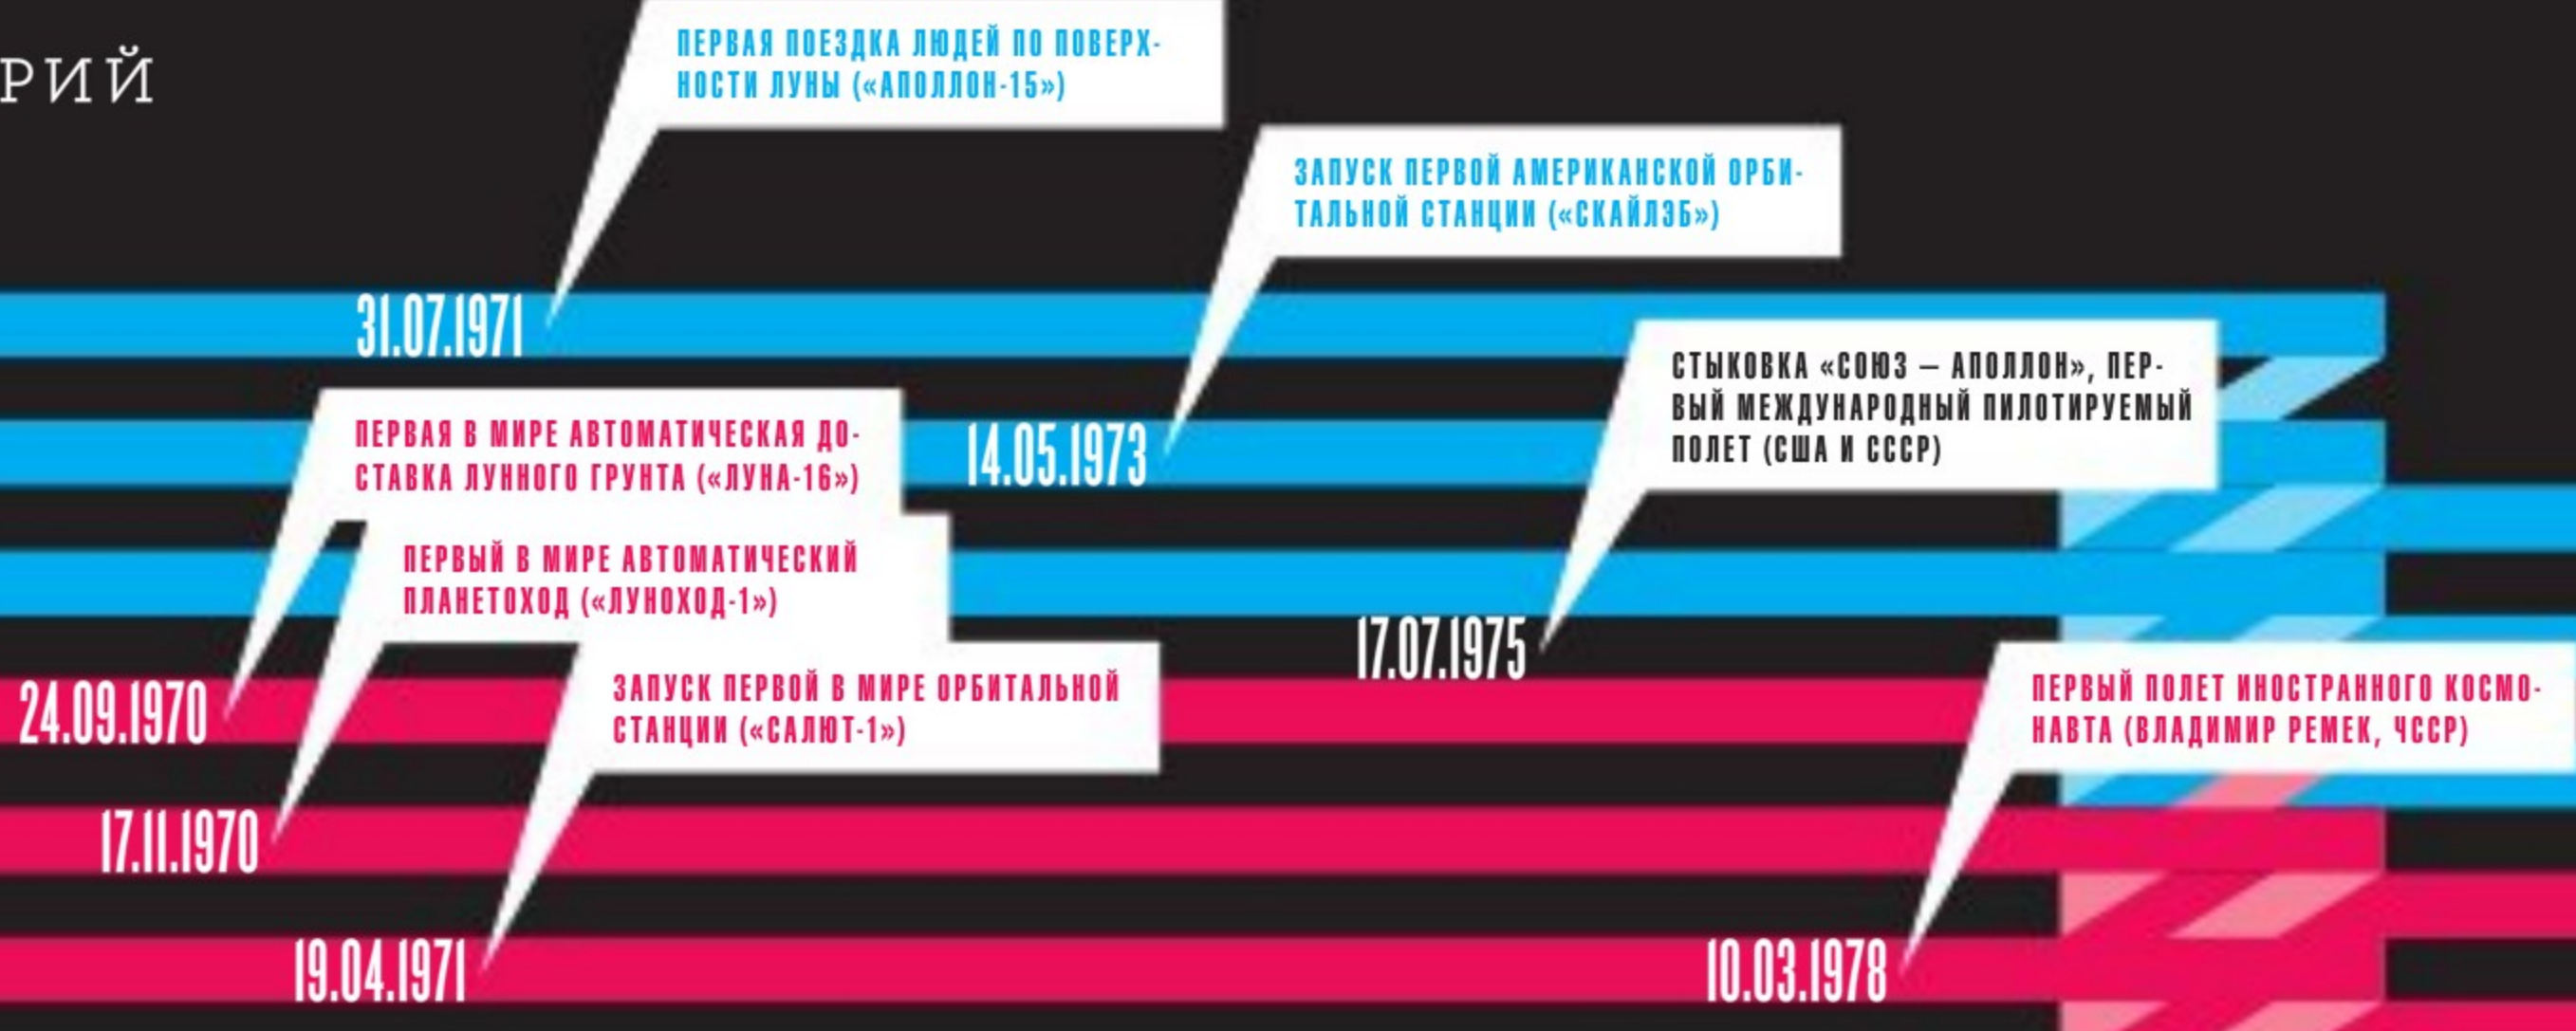 РИЙ
ПЕРВАЯ ПОЕЗДКА ЛЮДЕЙ ПО ПОВЕРХ-
НОСТИ ЛУНЫ («АПОЛЛОН-15»)
ЗАПУСК ПЕРВОЙ АМЕРИКАНСКОЙ ОРБИ-
ТАЛЬНОЙ СТАНЦИИ («СКАЙЛЭБ»)
31.07.1971
СТЫКОВКА «СОЮЗ – АПОЛЛОН», ПЕР-
ВЫЙ МЕЖДУНАРОДНЫЙ ПИЛОТИРУЕМЫЙ
ПОЛЕТ (США И СССР)
ПЕРВАЯ В МИРЕ АВТОМАТИЧЕСКАЯ ДО-
СТАВКА ЛУННОГО ГРУНТА («ЛУНА-16»)
14.05.1973
ПЕРВЫЙ В МИРЕ АВТОМАТИЧЕСКИЙ
ПЛАНЕТОХОД («ЛУНОХОД-1»)
17.07.1975
ЗАПУСК ПЕРВОЙ В МИРЕ ОРБИТАЛЬНОЙ
СТАНЦИИ («САЛЮТ-1»)
ПЕРВЫЙ ПОЛЕТ ИНОСТРАННОГО КОСМО-
НАВТА (ВЛАДИМИР РЕМЕК, ЧССР)
24.09.1970
17.11.1970
19.04.1971
10.03.1978